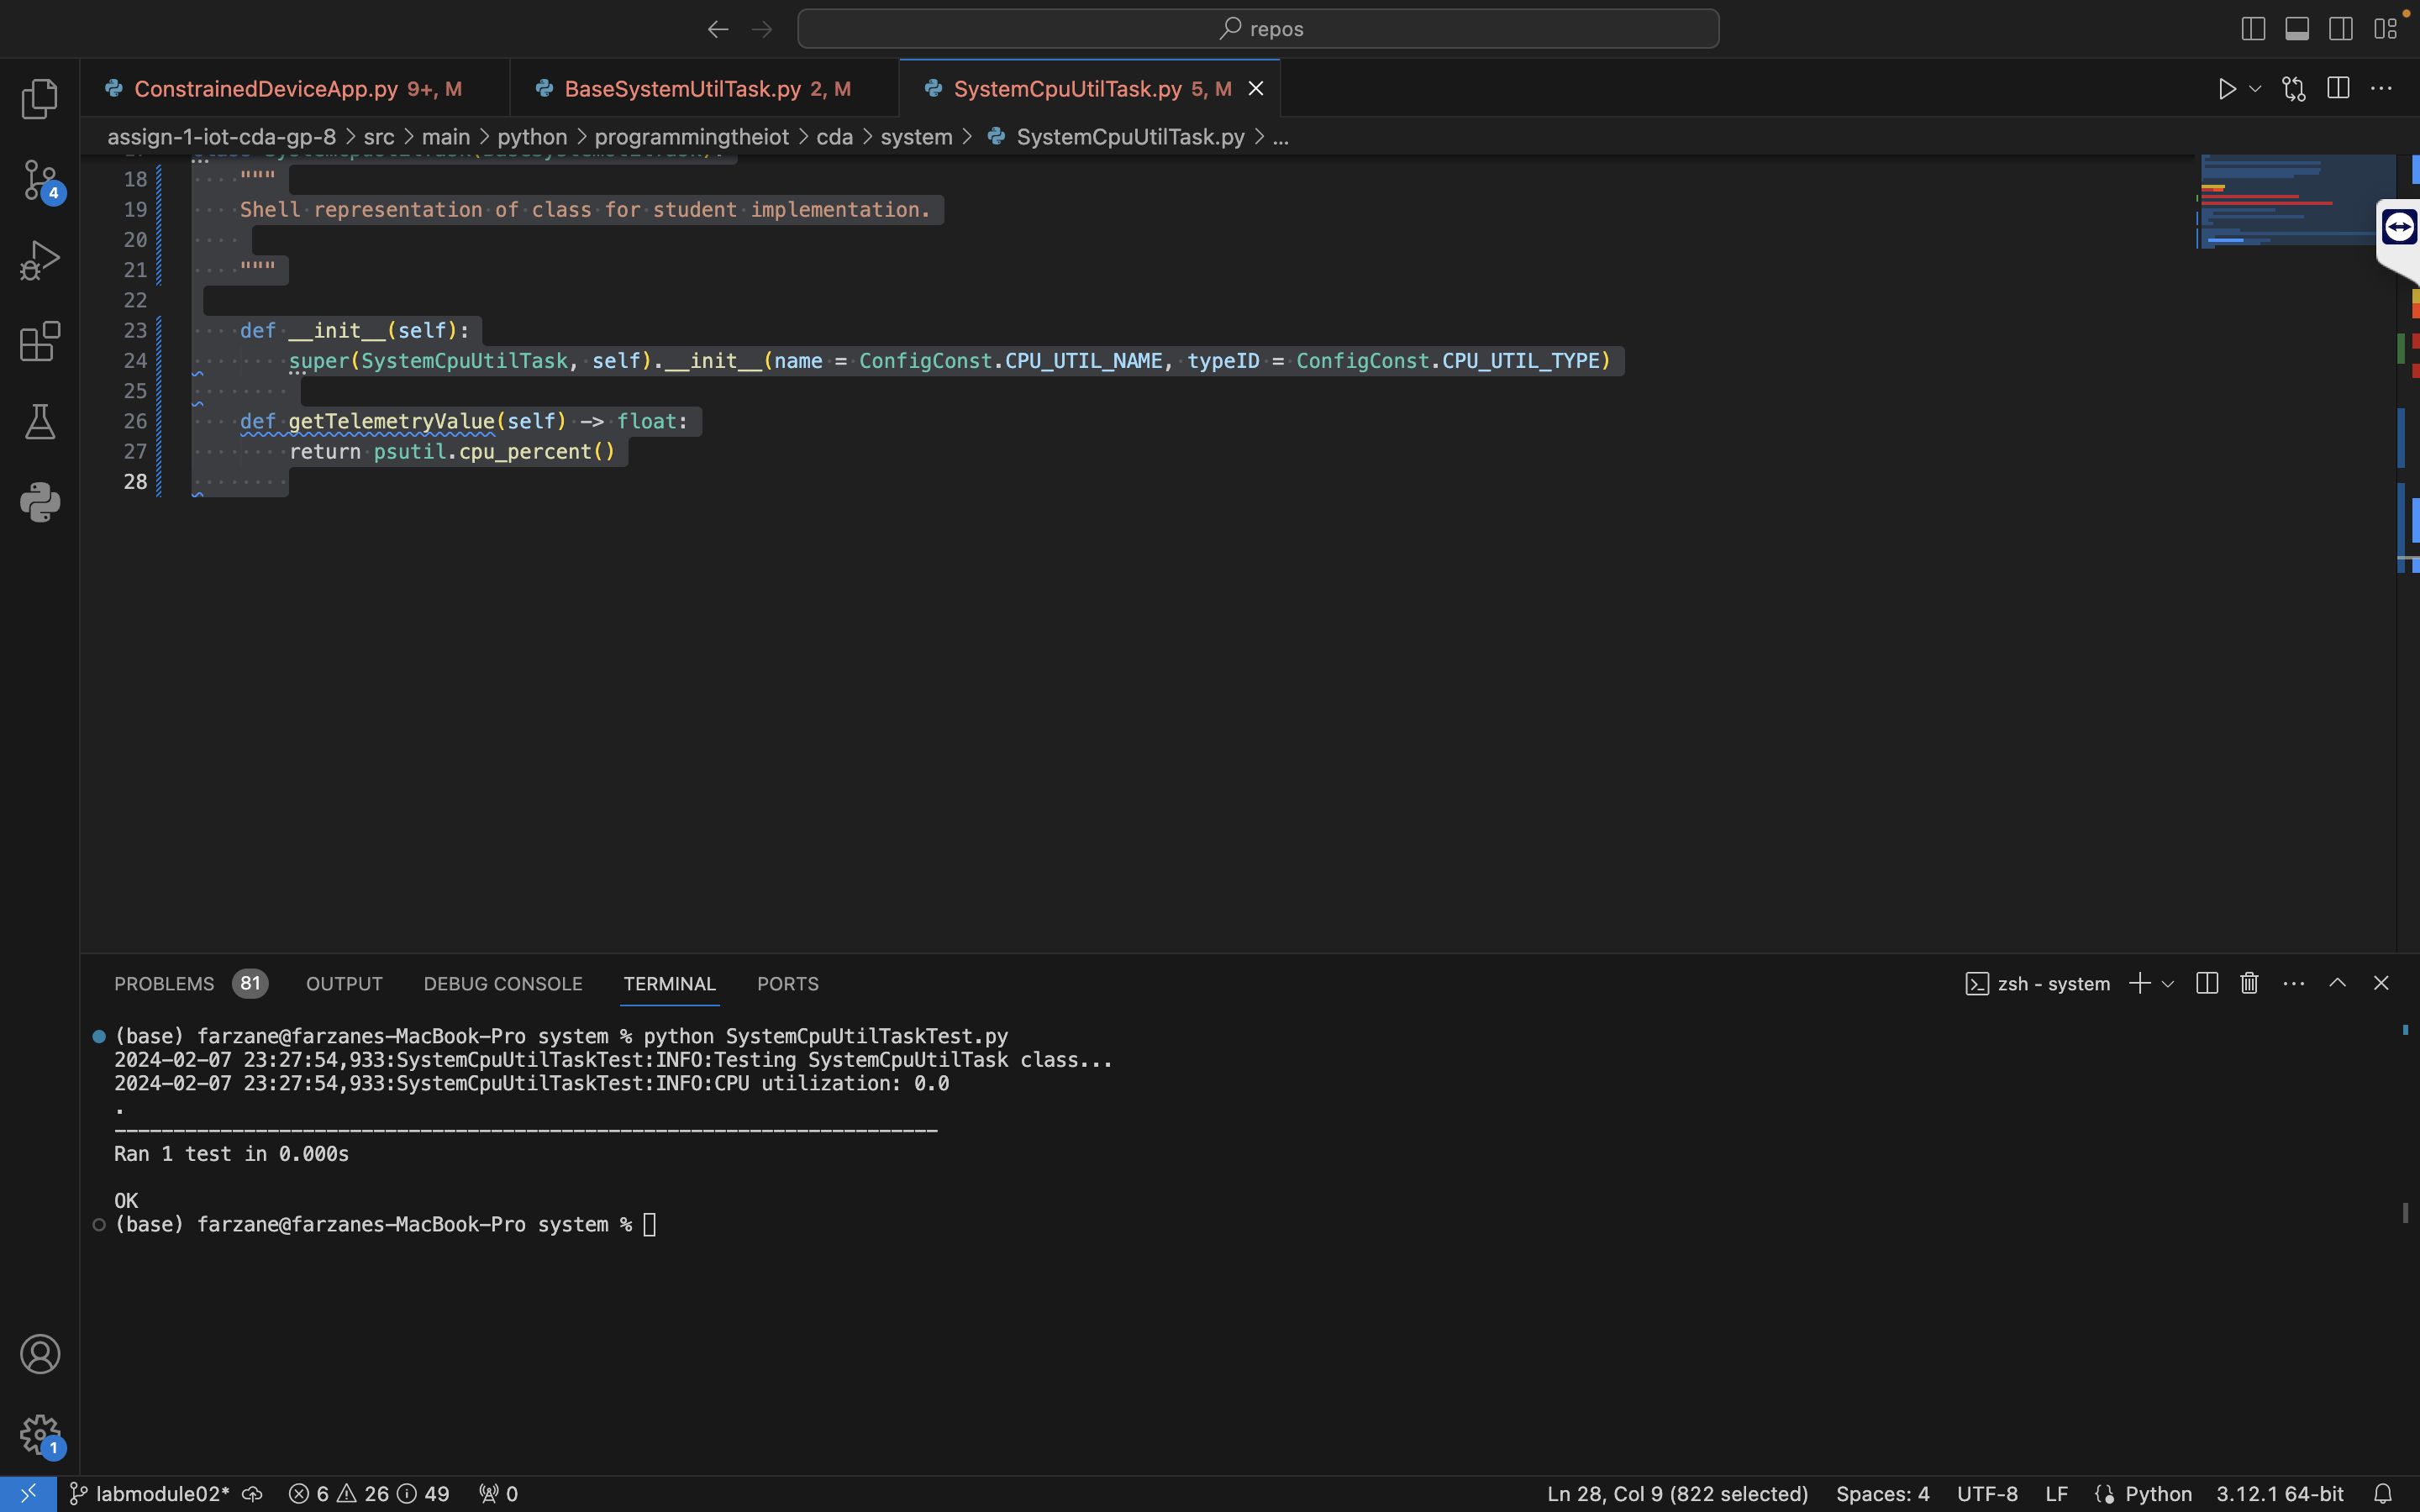 repos
ConstrainedDeviceApp.py 9+, M
BaseSystemUtilTask.py 2, M
SystemCpuUtilTask.py 5, M
assign-1-iot-cda-gp-8 > src > main > python > programmingtheiot > cda > system > SystemCpuUtilTask.py > ...
18 """
19 Shell representation of class for student implementation.
20
21 """
22
23 def __init__(self):
24 super(SystemCpuUtilTask, self).__init__(name = ConfigConst.CPU_UTIL_NAME, typeID = ConfigConst.CPU_UTIL_TYPE)
25
26 def getTelemetryValue(self) -> float:
27 return psutil.cpu_percent()
28
4
PROBLEMS 81 OUTPUT DEBUG CONSOLE TERMINAL PORTS
zsh - system
(base) farzane@farzanes-MacBook-Pro system % python SystemCpuUtilTaskTest.py
2024-02-07 23:27:54,933:SystemCpuUtilTaskTest:INFO:Testing SystemCpuUtilTask class...
2024-02-07 23:27:54,933:SystemCpuUtilTaskTest:INFO:CPU utilization: 0.0
.
----------------------------------------------------------------------
Ran 1 test in 0.000s
OK
(base) farzane@farzanes-MacBook-Pro system %
1
labmodule02* 6 26 49 0
Ln 28, Col 9 (822 selected) Spaces: 4 UTF-8 LF Python 3.12.1 64-bit